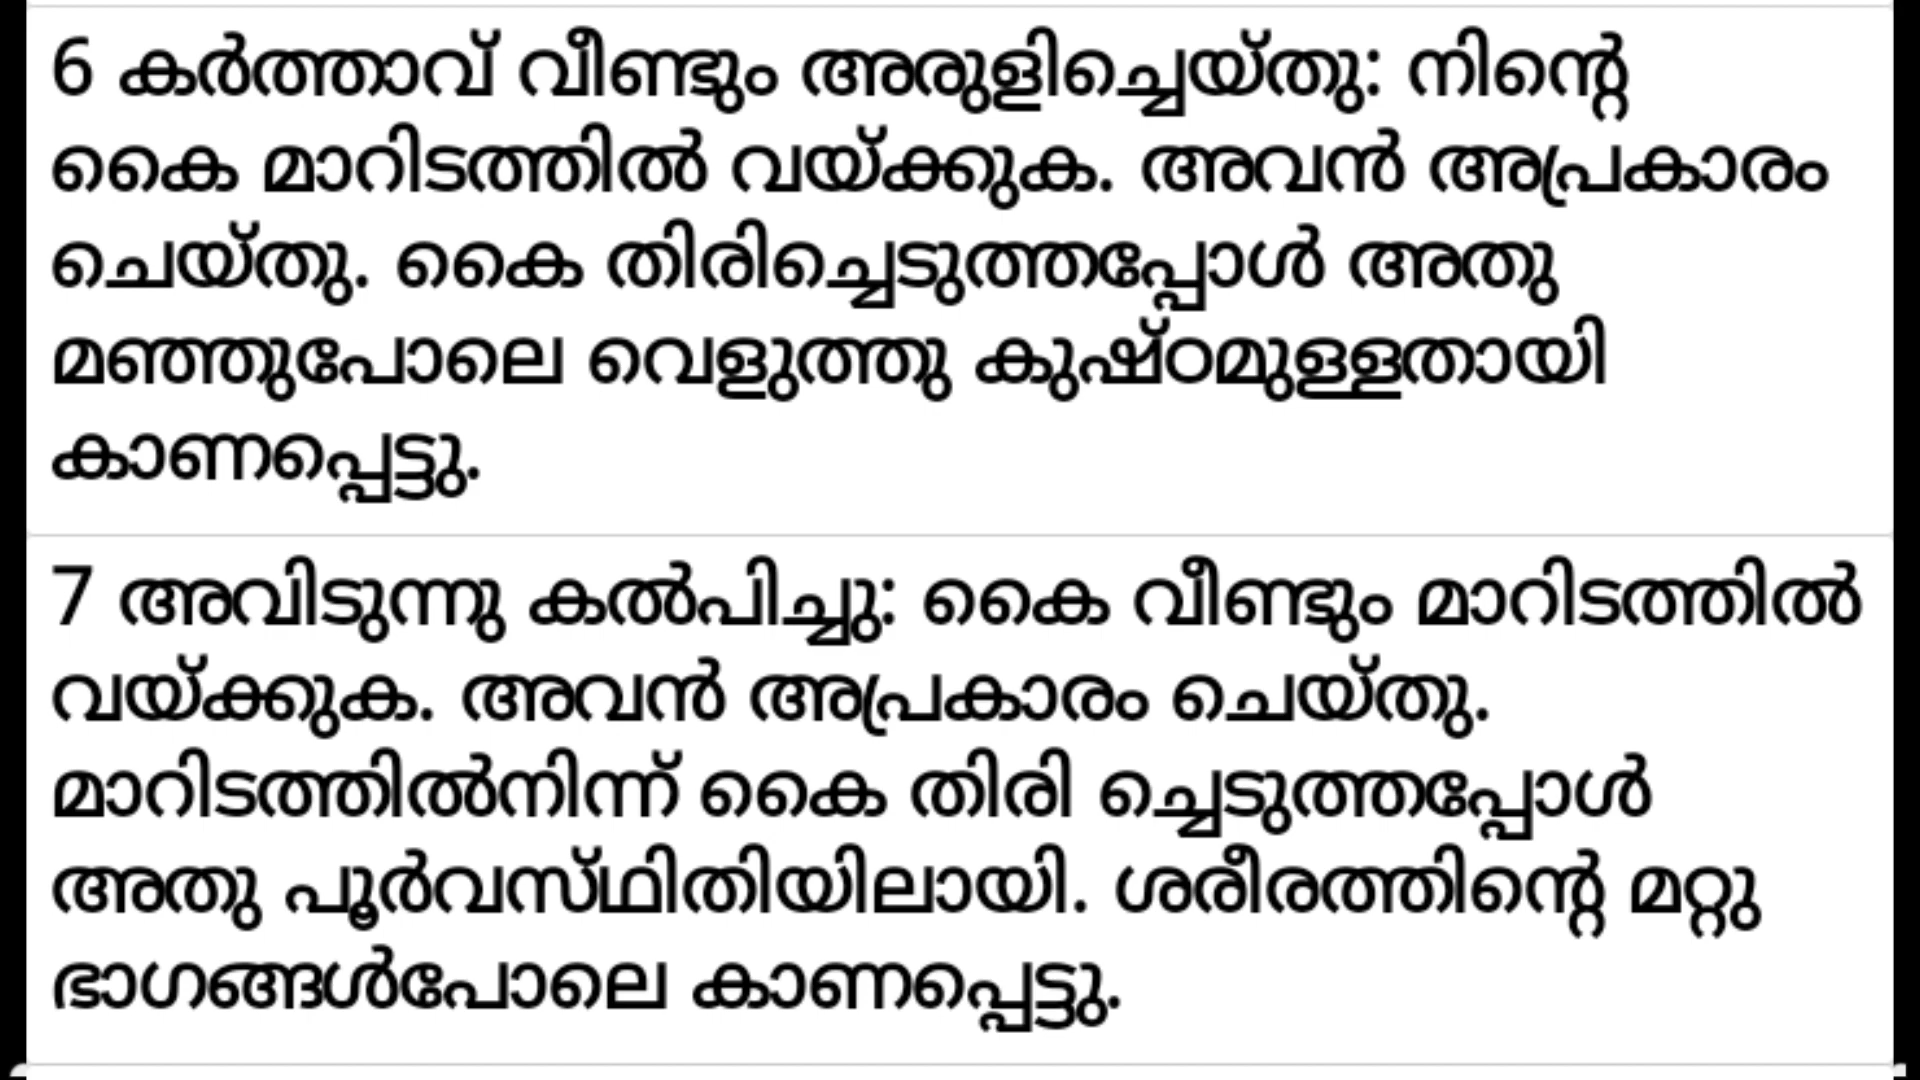 6 കർത്താവ് വീണ്ടും അരുളിച്ചെയ്തു: നിന്റെ
കൈ മാറിടത്തിൽ വയ്ക്കുക. അവൻ അപ്രകാരം
ചെയ്തു. കൈ തിരിച്ചെടുത്തപ്പോൾ അതു
മഞ്ഞുപോലെ വെളുത്തു കുഷ്ഠമുള്ളതായി
കാണപ്പെട്ടു.
7 അവിടുന്നു കൽപിച്ചു: കൈ വീണ്ടും മാറിടത്തിൽ
വയ്ക്കുക. അവൻ അപ്രകാരം ചെയ്തു.
മാറിടത്തിൽനിന്ന് കൈ തിരി ച്ചെടുത്തപ്പോൾ
അതു പൂർവസ്ഥിതിയിലായി. ശരീരത്തിന്റെ മറ്റു
ഭാഗങ്ങൾപോലെ കാണപ്പെട്ടു.